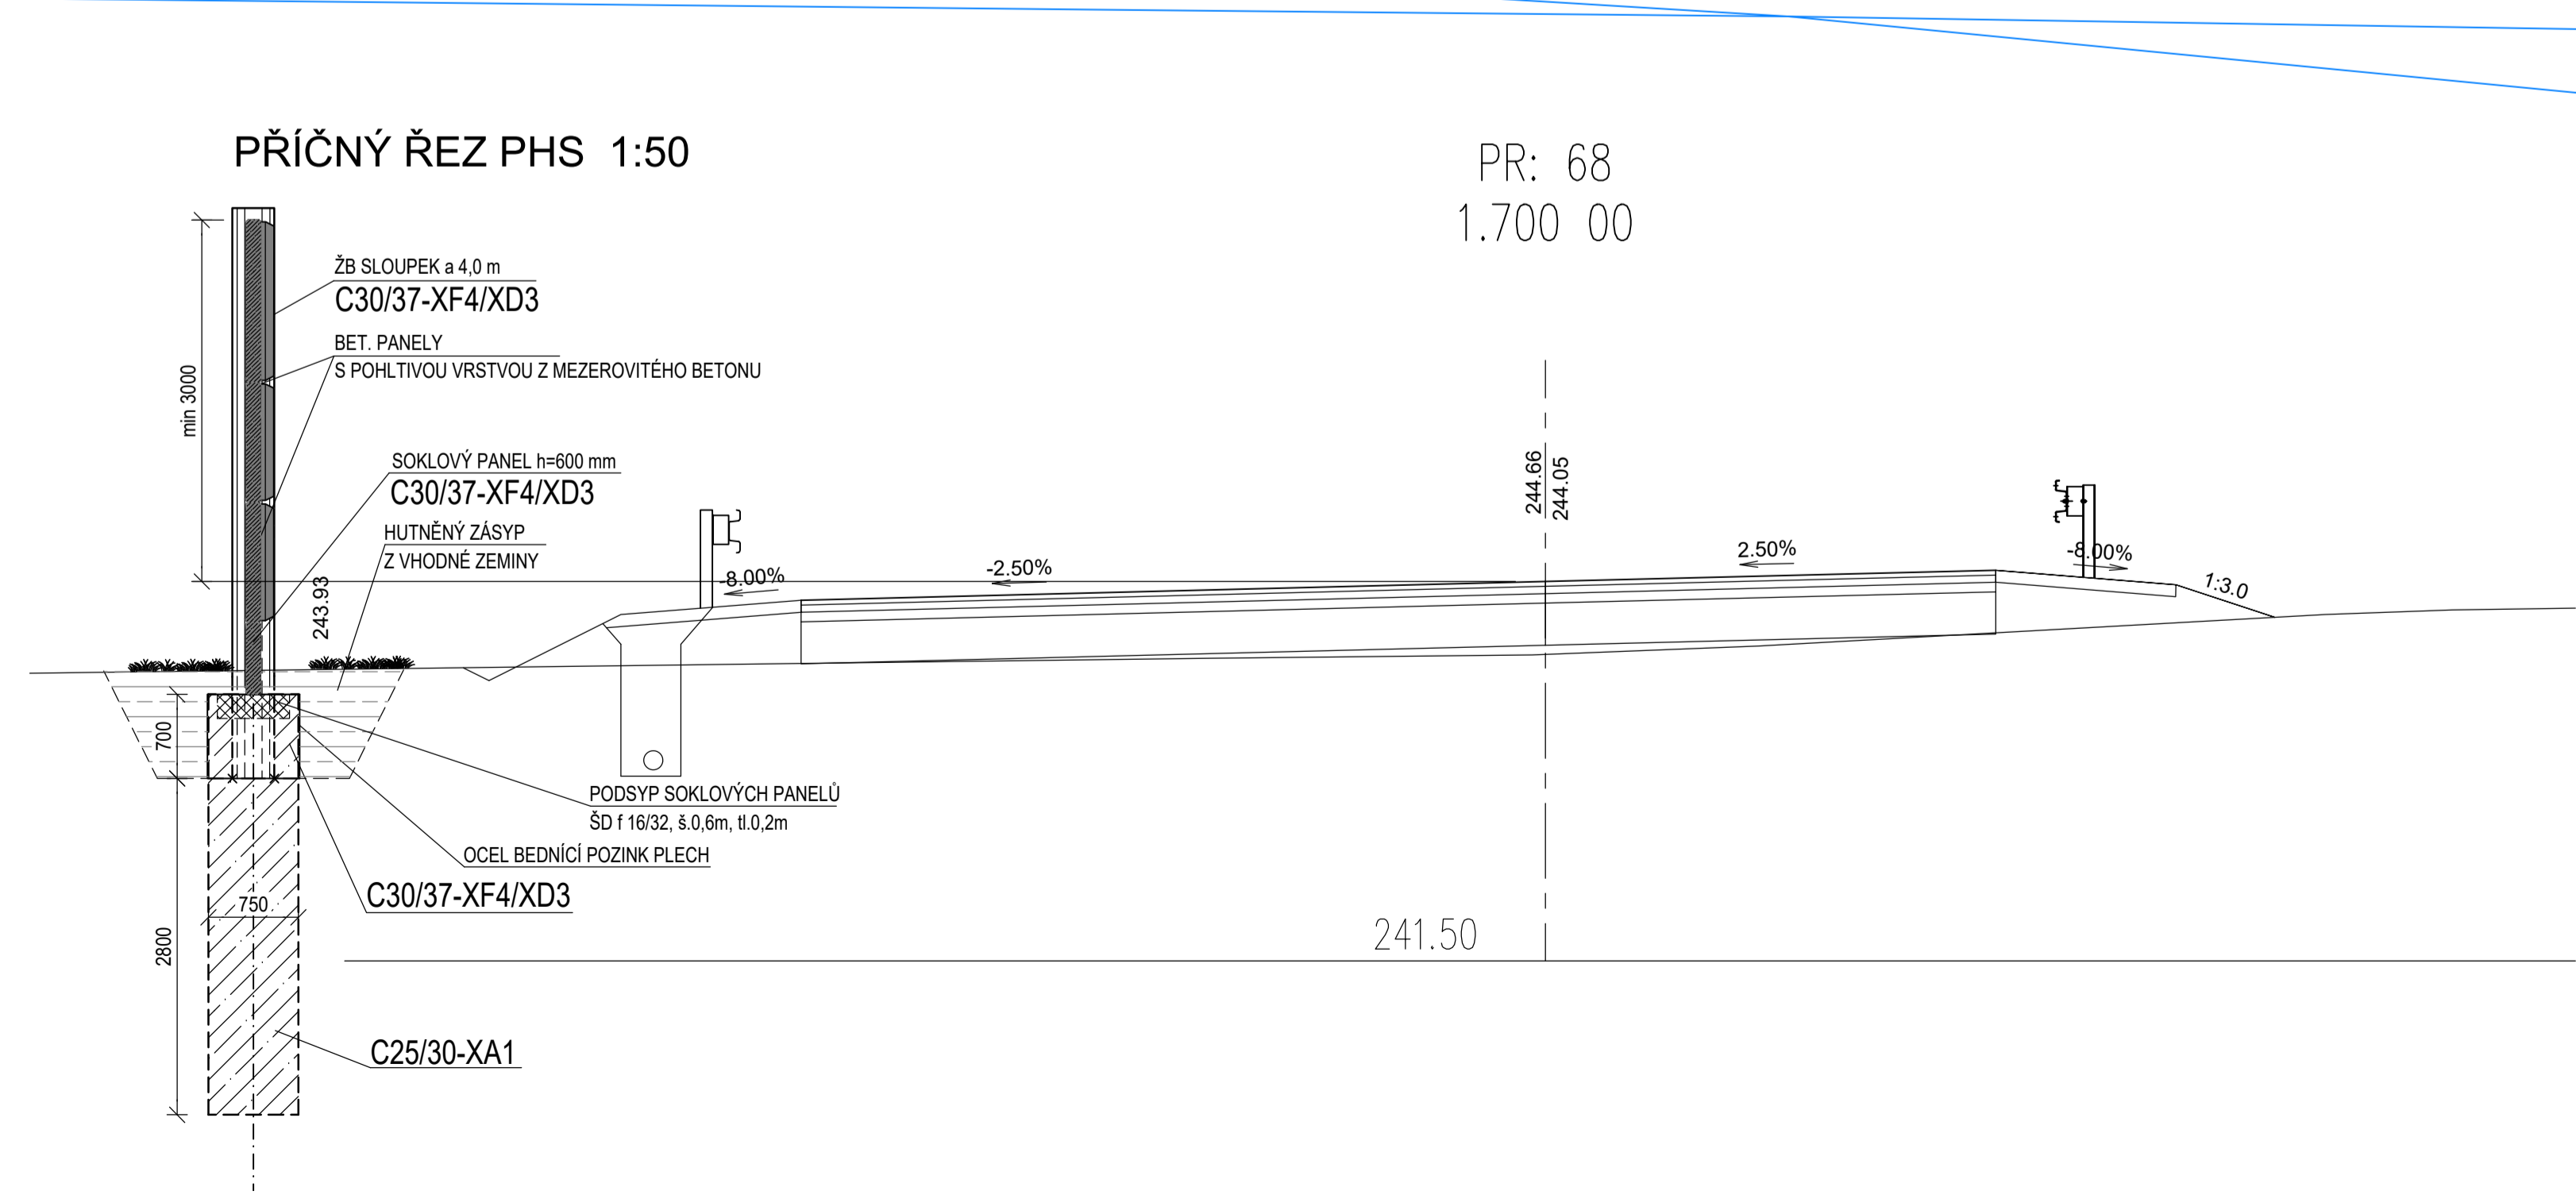 PŘÍČNÝ ŘEZ PHS 1:50
PR: 68
1.700 00
ŽB SLOUPEK a 4,0 m
C30/37-XF4/XD3
BET. PANELY
S POHLTIVOU VRSTVOU Z MEZEROVITÉHO BETONU
min 3000
SOKLOVÝ PANEL h=600 mm
C30/37-XF4/XD3
HUTNĚNÝ ZÁSYP
Z VHODNÉ ZEMINY
243.93
-8.00%
-2.50%
244.66
244.05
2.50%
-8.00%
1:3.0
700
PODSYP SOKLOVÝCH PANELŮ
ŠD f 16/32, š.0,6m, tl.0,2m
OCEL BEDNÍCÍ POZINK PLECH
C30/37-XF4/XD3
750
2800
241.50
C25/30-XA1